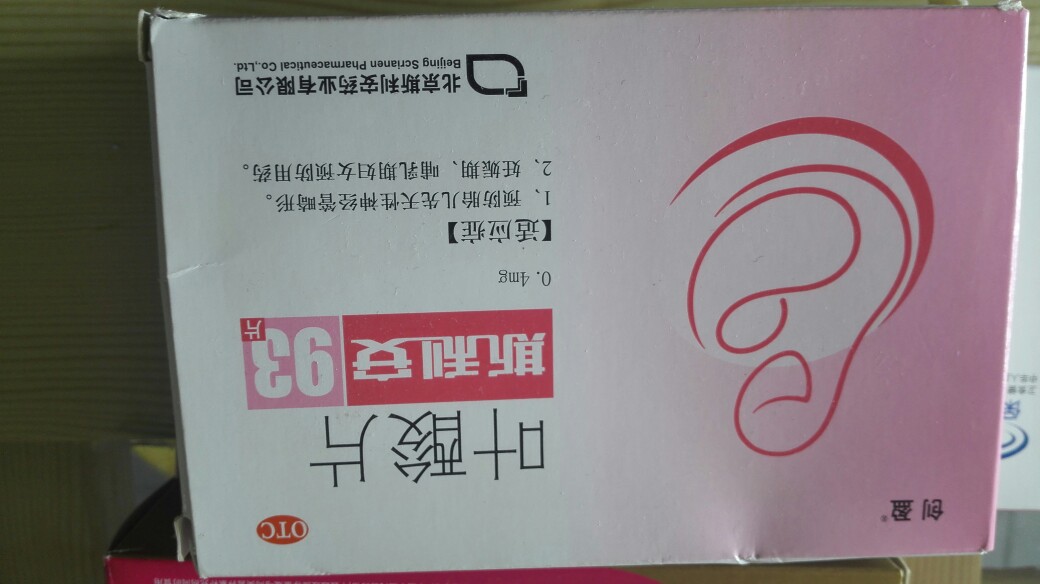 创盈®
OTC
叶酸片
斯利安 93片
0.4mg
【适应症】
1、预防胎儿先天性神经管畸形。
2、妊娠期、哺乳期妇女预防用药。
北京斯利安药业有限公司
Beijing Scrianen Pharmaceutical Co.,Ltd.